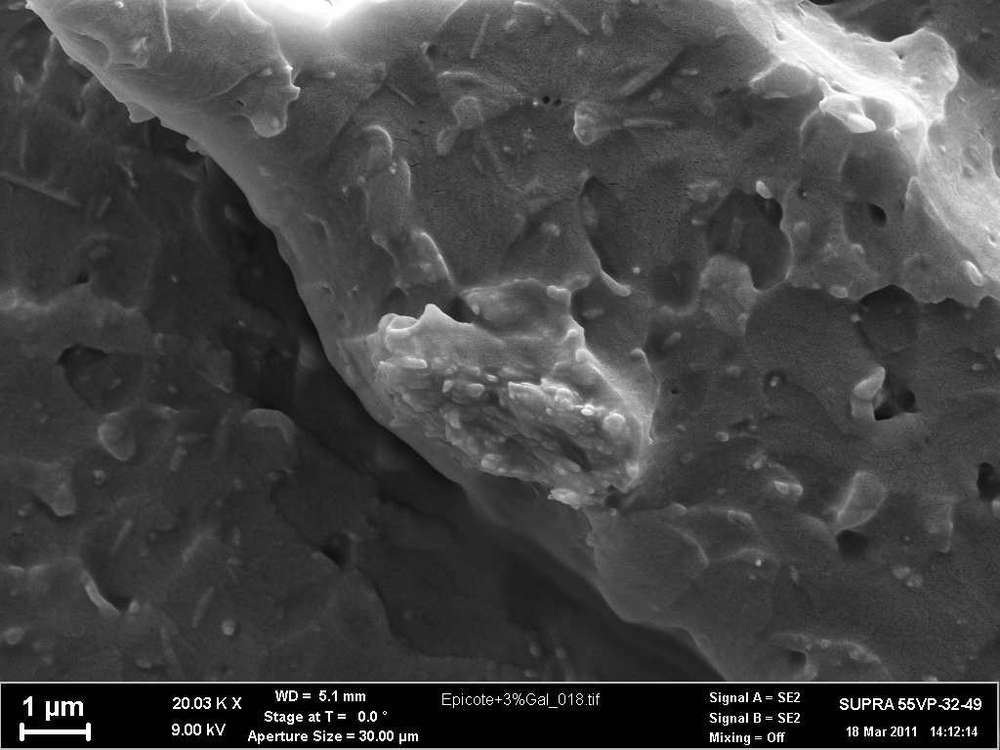 1 µm
20.03 K X
9.00 kV
WD = 5.1 mm
Stage at T = 0.0 °
Aperture Size = 30.00 µm
Epicote+3%Gal_018.tif
Signal A = SE2
Signal B = SE2
Mixing = Off
SUPRA 55VP-32-49
18 Mar 2011 14:12:14